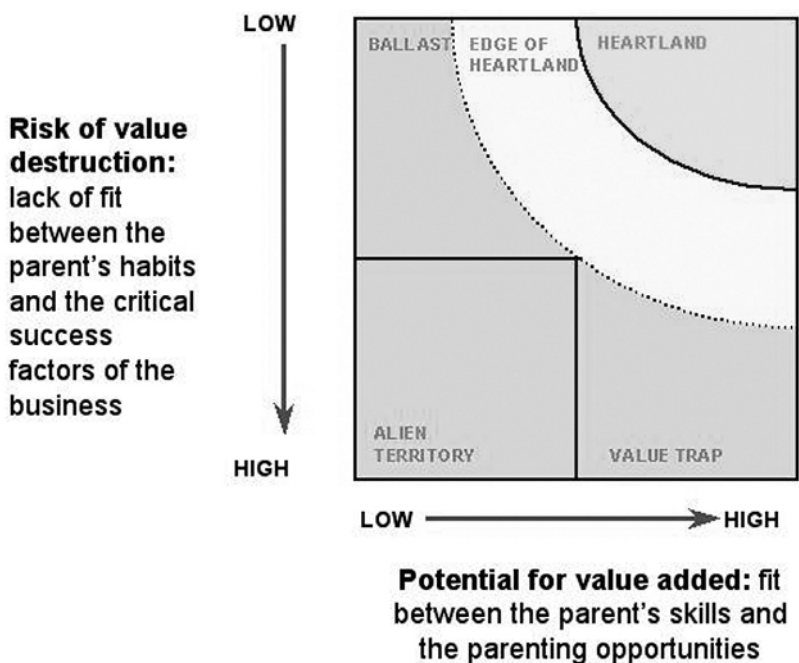 LOW
Risk of value
destruction:
lack of fit
between the
parent's habits
and the critical
success
factors of the
business
HIGH
BALLAST
EDGE OF
HEARTLAND
HEARTLAND
ALIEN
TERRITORY
VALUE TRAP
LOW
HIGH
Potential for value added: fit
between the parent's skills and
the parenting opportunities